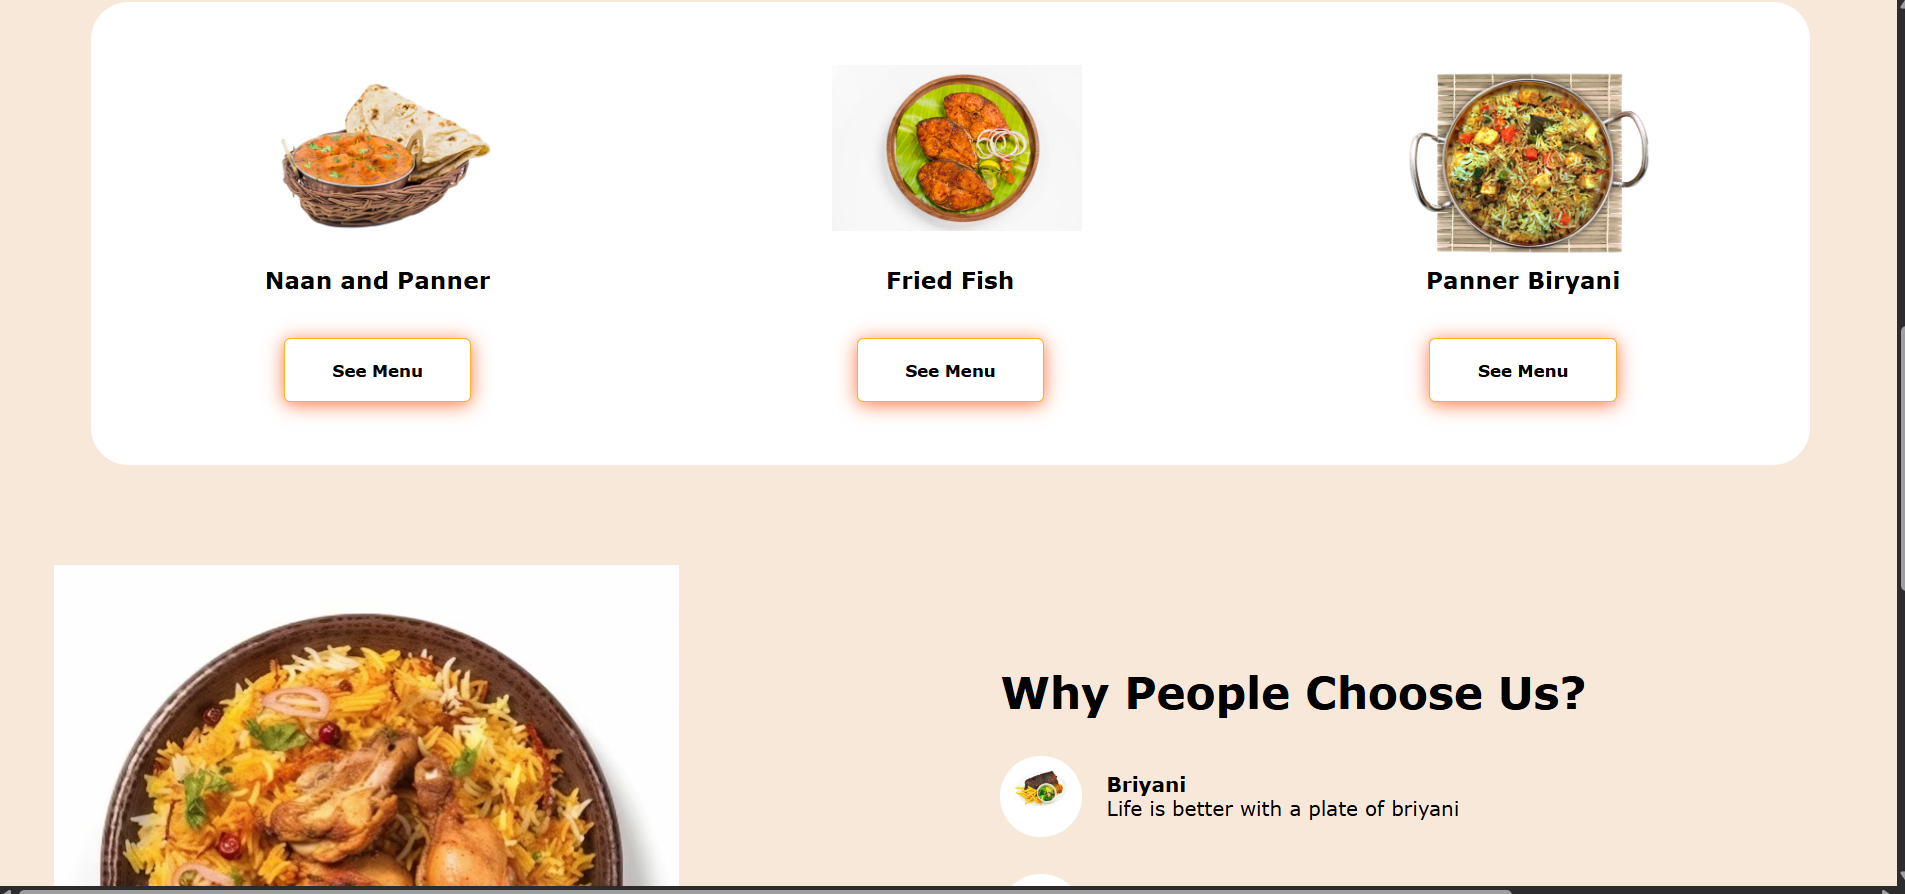 Naan and Panner
Fried Fish
Panner Biryani
See Menu
See Menu
See Menu
Why People Choose Us?
Briyani
Life is better with a plate of briyani